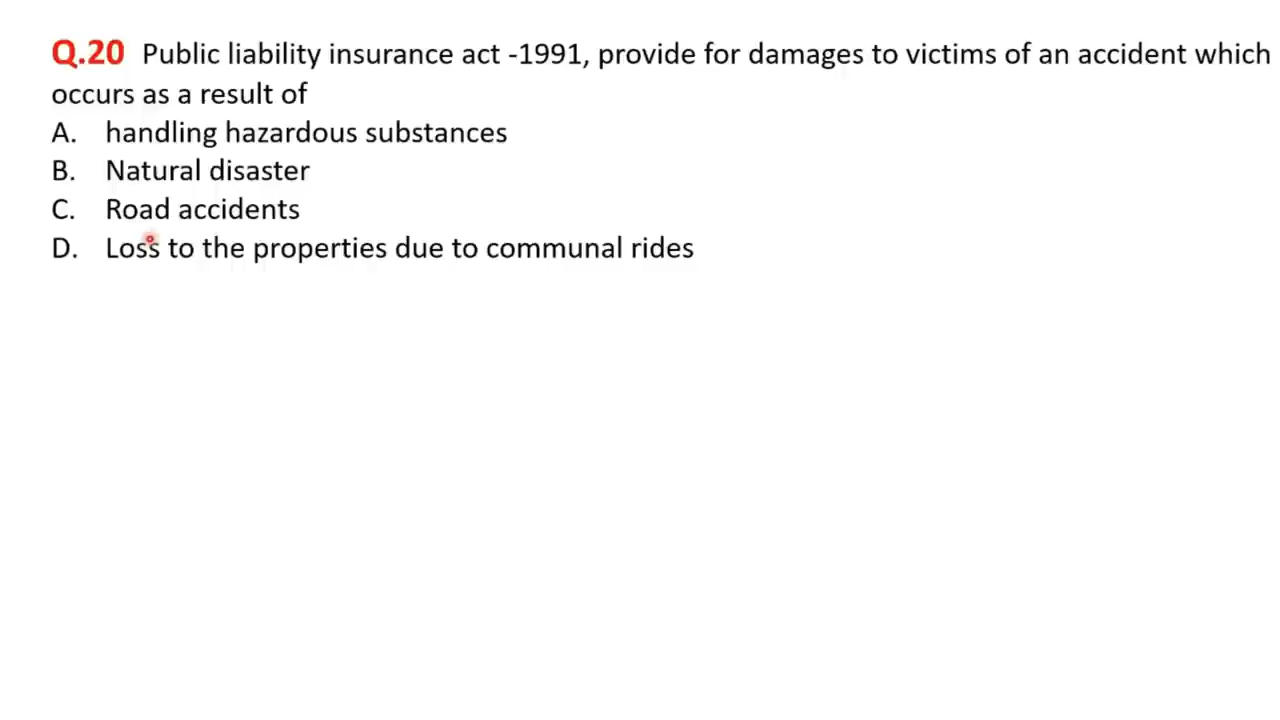 Q.20 Public liability insurance act -1991, provide for damages to victims of an accident which
occurs as a result of
A. handling hazardous substances
B. Natural disaster
C. Road accidents
D. Loss to the properties due to communal rides